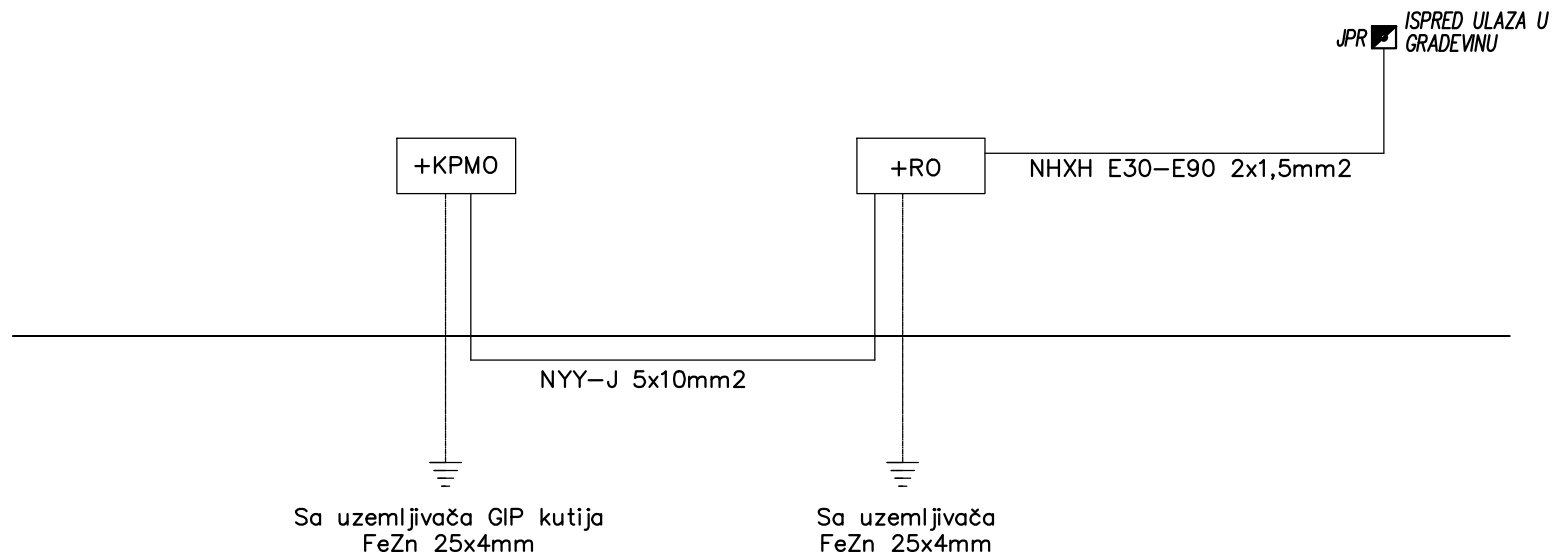 JPR
ISPRED ULAZA U
GRAĐEVINU
+KPMO
+RO
NHXH E30-E90 2x1,5mm2
NYY-J 5x10mm2
Sa uzemljivača GIP kutija
FeZn 25x4mm
Sa uzemljivača
FeZn 25x4mm